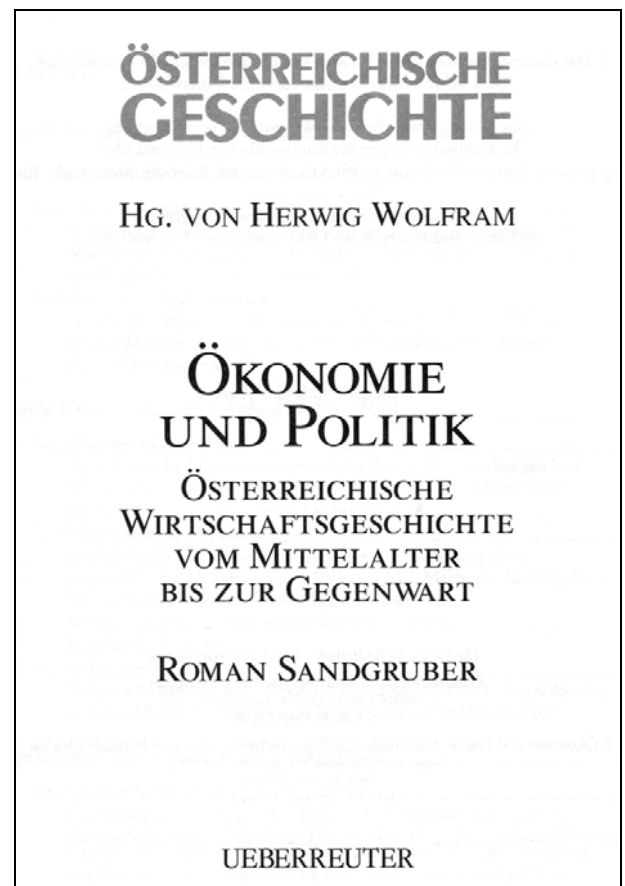 ÖSTERREICHISCHE
GESCHICHTE
HG. VON HERWIG WOLFRAM
ÖKONOMIE
UND POLITIK
ÖSTERREICHISCHE
WIRTSCHAFTSGESCHICHTE
VOM MITTELALTER
BIS ZUR GEGENWART
ROMAN SANDGRUBER
UEBERREUTER